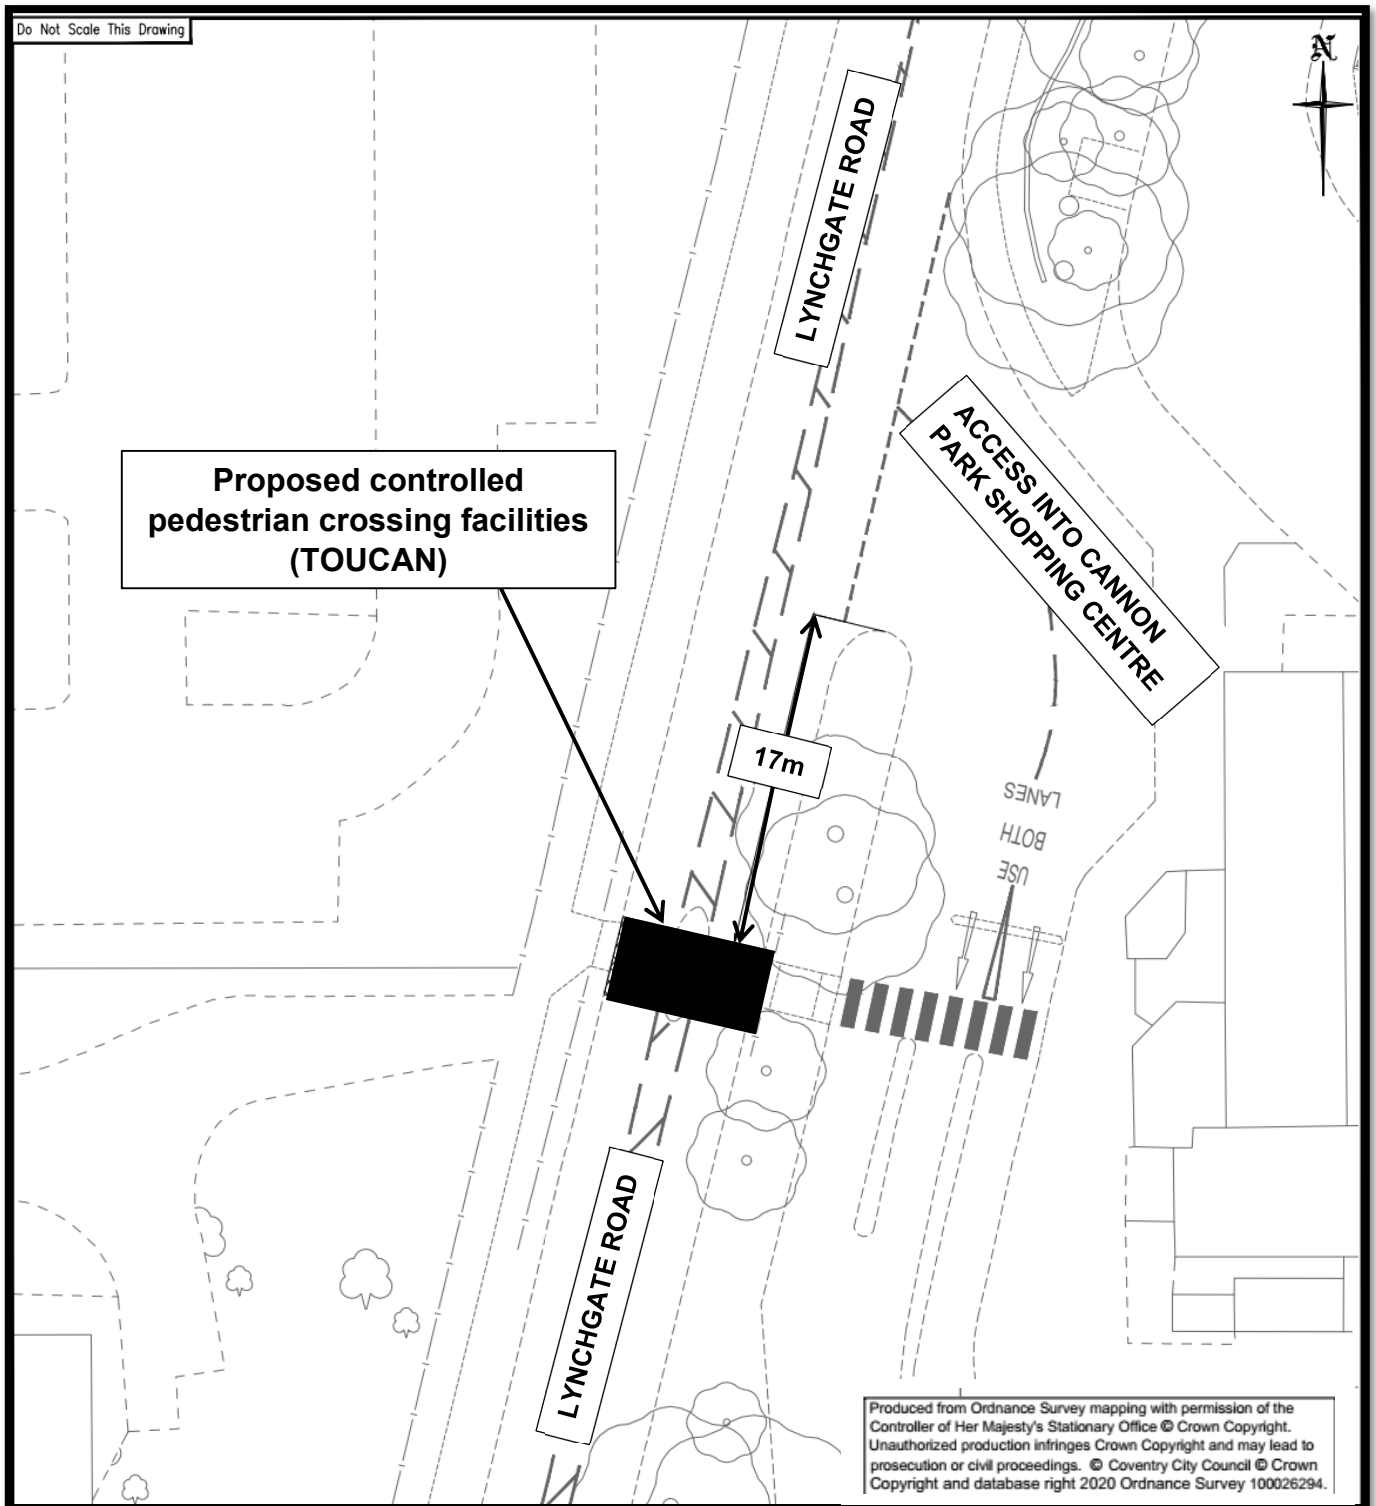 Do Not Scale This Drawing
N
LYNCHGATE ROAD
ACCESS INTO CANNON
PARK SHOPPING CENTRE
Proposed controlled
pedestrian crossing facilities
(TOUCAN)
17m
LANES
BOTH
USE
LYNCHGATE ROAD
Produced from Ordnance Survey mapping with permission of the
Controller of Her Majesty's Stationary Office © Crown Copyright.
Unauthorized production infringes Crown Copyright and may lead to
prosecution or civil proceedings. © Coventry City Council © Crown
Copyright and database right 2020 Ordnance Survey 100026294.